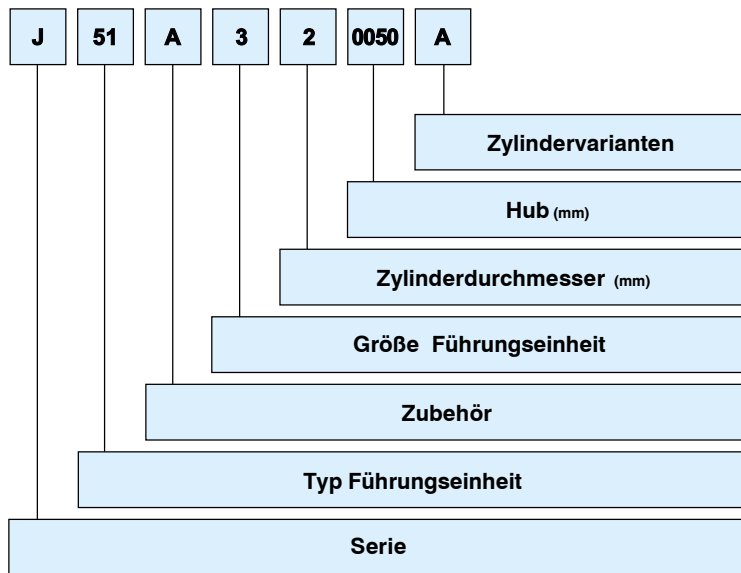 J 51 A 3 2 0050 A
Zylindervarianten
Hub (mm)
Zylinderdurchmesser (mm)
Größe Führungseinheit
Zubehör
Typ Führungseinheit
Serie